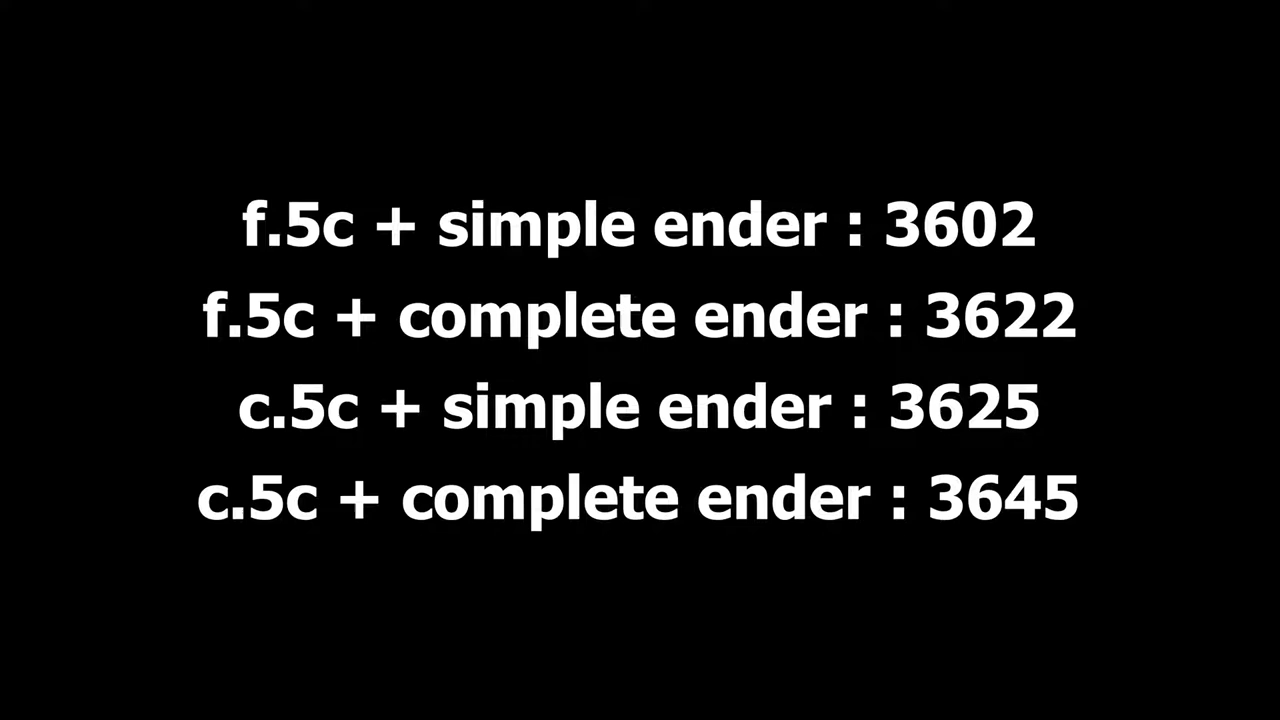 f.5c + simple ender : 3602
f.5c + complete ender : 3622
c.5c + simple ender : 3625
c.5c + complete ender : 3645